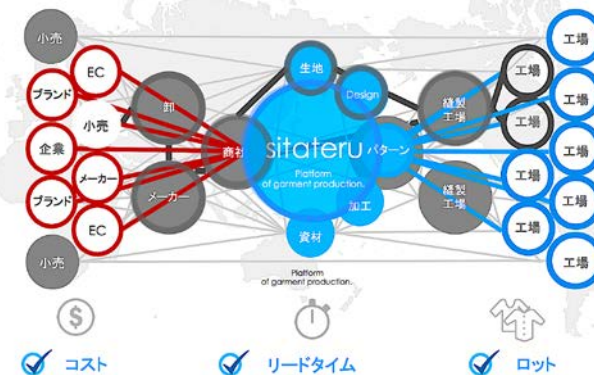 小売
EC
ブランド
小売
企業
メーカー
ブランド
EC
小売
卸
メーカー
商社
生地
Design
sitateru
Platform
of garment production.
パターン
加工
資材
縫製
工場
縫製
工場
工場
工場
工場
工場
工場
工場
工場
工場
工場
Platform
of garment production.
$
コスト
リードタイム
ロット